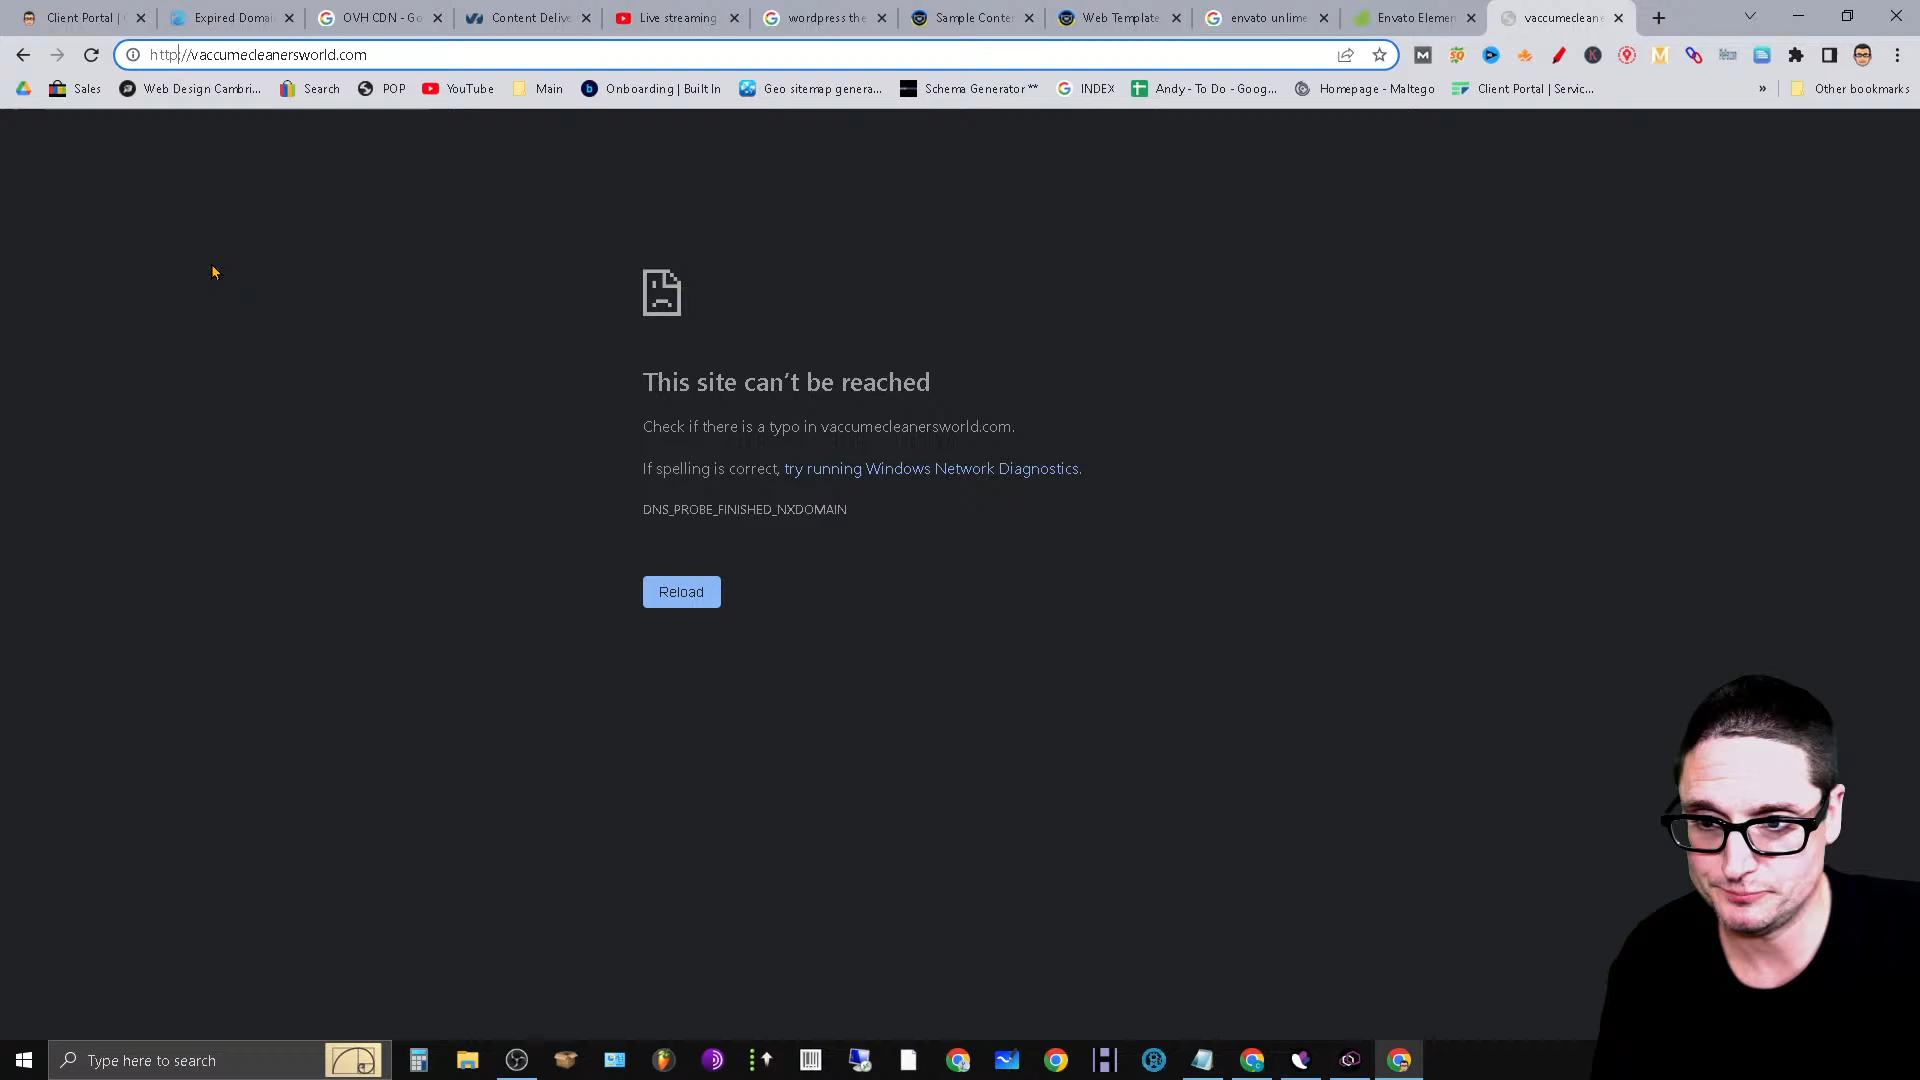 Client Portal |
Expired Domai
OVH CDN - Go
Content Delive
Live streaming
wordpress the
Sample Conte
Web Template
envato unlime
Envato Elemen
vaccumeclean
http://vaccumecleanersworld.com
Sales
Web Design Cambri...
Search
POP
YouTube
Main
Onboarding | Built In
Geo sitemap genera...
Schema Generator **
INDEX
Andy - To Do - Goog...
Homepage - Maltego
Client Portal | Servic...
»
Other bookmarks
This site can't be reached
Check if there is a typo in vaccumecleanersworld.com.
If spelling is correct, try running Windows Network Diagnostics.
DNS_PROBE_FINISHED_NXDOMAIN
Reload
Type here to search